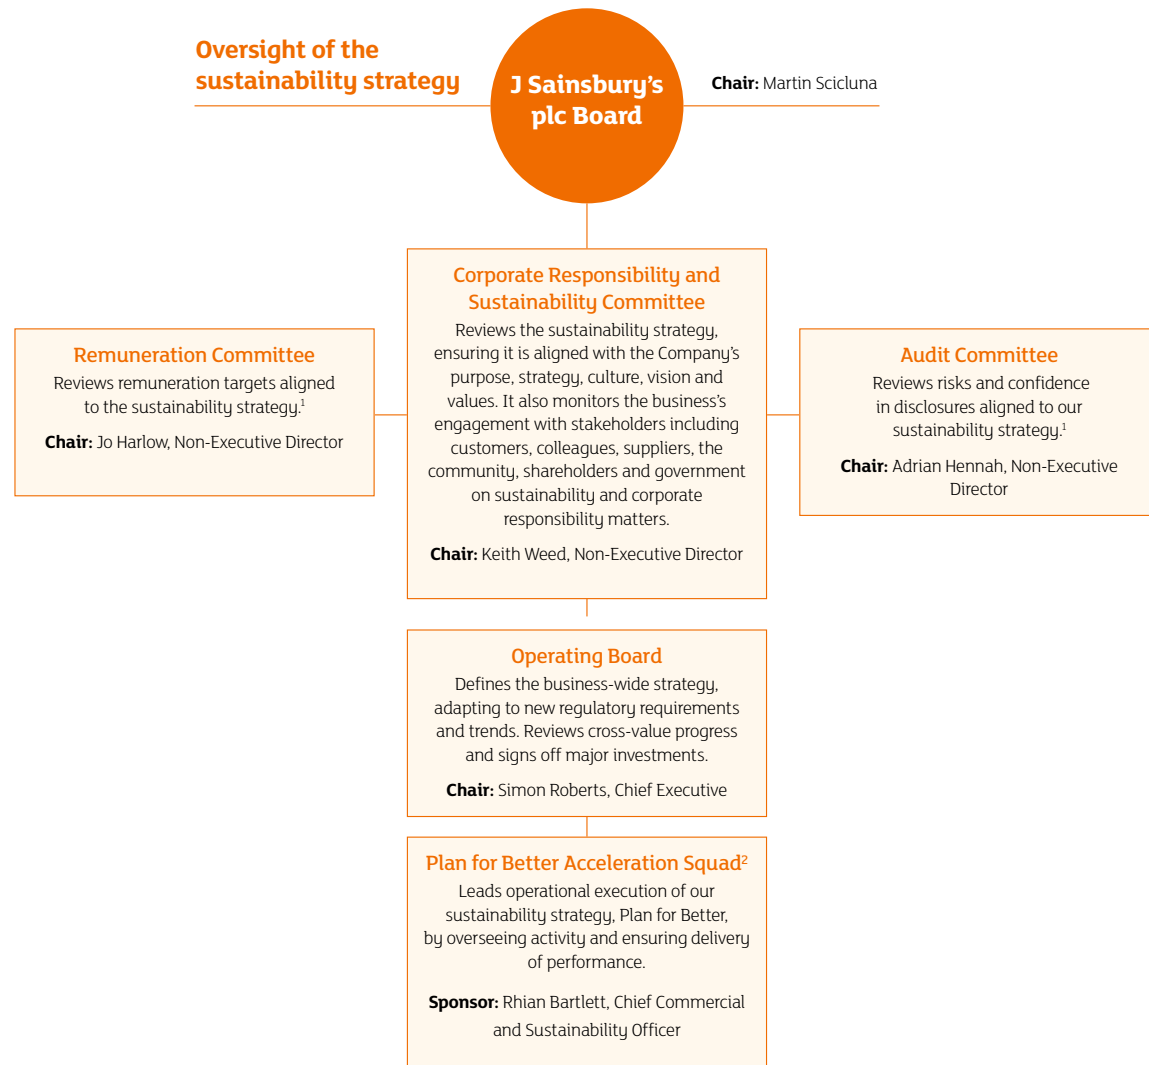 Oversight of the
sustainability strategy
J Sainsbury's
plc Board
Chair: Martin Scicluna
Corporate Responsibility and
Sustainability Committee
Reviews the sustainability strategy,
ensuring it is aligned with the Company's
purpose, strategy, culture, vision and
values. It also monitors the business's
engagement with stakeholders including
customers, colleagues, suppliers, the
community, shareholders and government
on sustainability and corporate
responsibility matters.
Chair: Keith Weed, Non-Executive Director
Remuneration Committee
Reviews remuneration targets aligned
to the sustainability strategy.¹
Chair: Jo Harlow, Non-Executive Director
Audit Committee
Reviews risks and confidence
in disclosures aligned to our
sustainability strategy.¹
Chair: Adrian Hennah, Non-Executive
Director
Operating Board
Defines the business-wide strategy,
adapting to new regulatory requirements
and trends. Reviews cross-value progress
and signs off major investments.
Chair: Simon Roberts, Chief Executive
Plan for Better Acceleration Squad²
Leads operational execution of our
sustainability strategy, Plan for Better,
by overseeing activity and ensuring delivery
of performance.
Sponsor: Rhian Bartlett, Chief Commercial
and Sustainability Officer